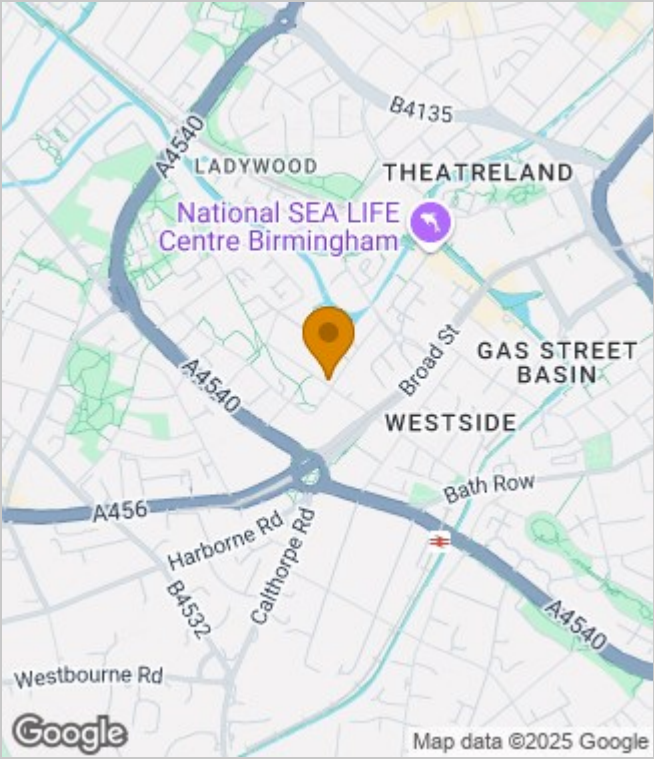 B4135
A4540
LADYWOOD
THEATRELAND
National SEA LIFE
Centre Birmingham
Broad St
GAS STREET
BASIN
A4540
WESTSIDE
Bath Row
A456
Harborne Rd
Calthorpe Rd
B4532
A4540
Westbourne Rd
Google
Map data ©2025 Google